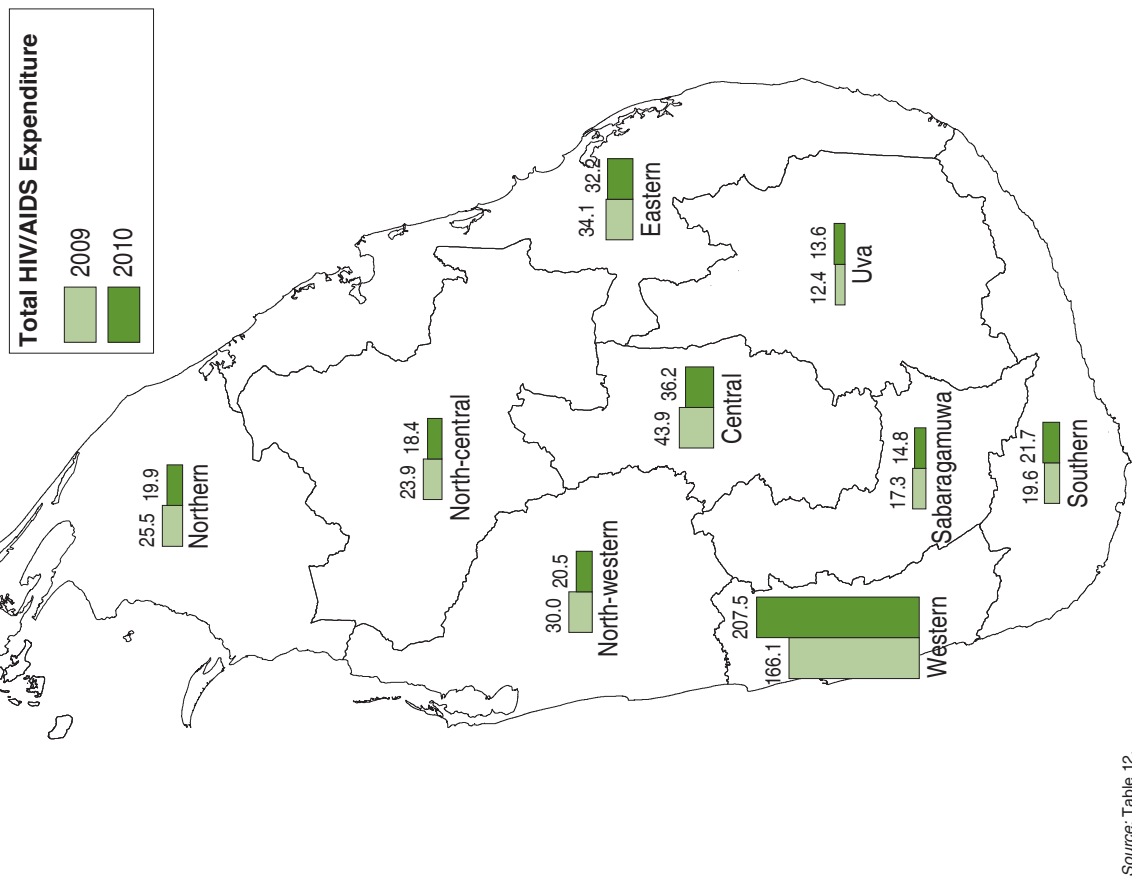 Total HIV/AIDS Expenditure
2009
2010
25.5 19.9
Northern
23.9 18.4
North-central
30.0 20.5
North-western
34.1 32.2
Eastern
43.9 36.2
Central
12.4 13.6
Uva
166.1 207.5
Western
17.3 14.8
Sabaragamuwa
19.6 21.7
Southern
Source: Table 12.